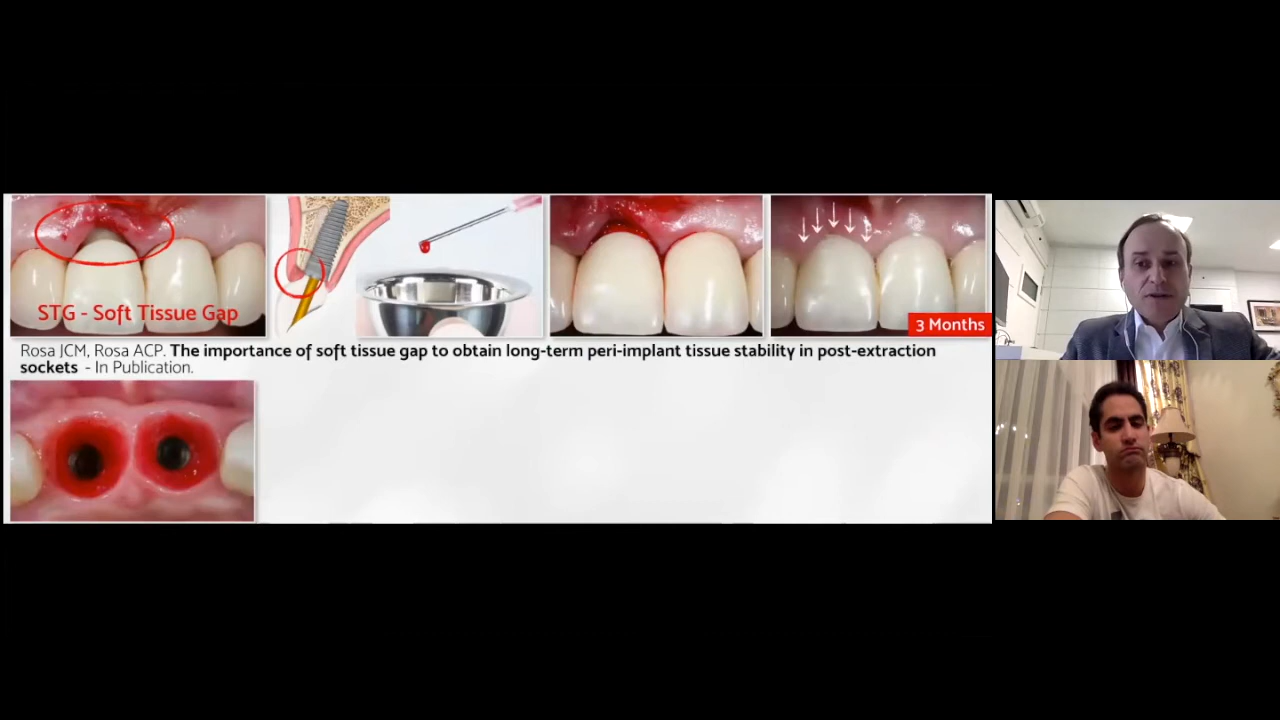 STG - Soft Tissue Gap
3 Months
Rosa JCM, Rosa ACP. The importance of soft tissue gap to obtain long-term peri-implant tissue stability in post-extraction
sockets - In Publication.